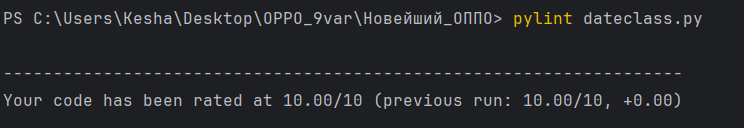 PS C:\Users\Kesha\Desktop\OPPO_9var\Новейший_ОППО> pylint dateclass.py
--------------------------------------------------------------------
Your code has been rated at 10.00/10 (previous run: 10.00/10, +0.00)